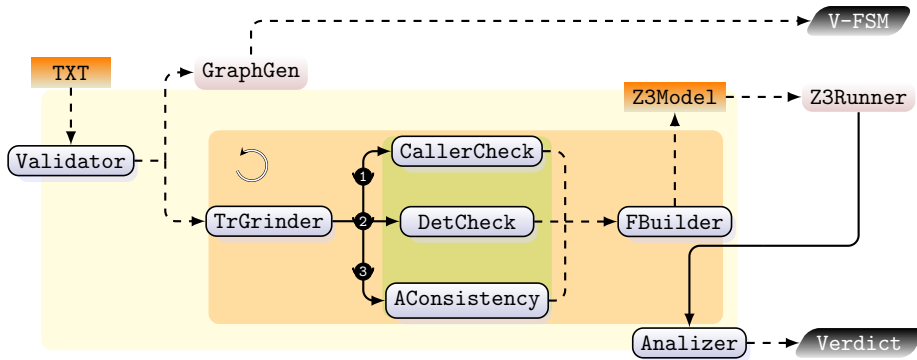 V-FSM
TXT
GraphGen
Z3Model
Z3Runner
Validator
CallerCheck
1
TrGrinder
2
DetCheck
FBuilder
3
AConsistency
Analizer
Verdict